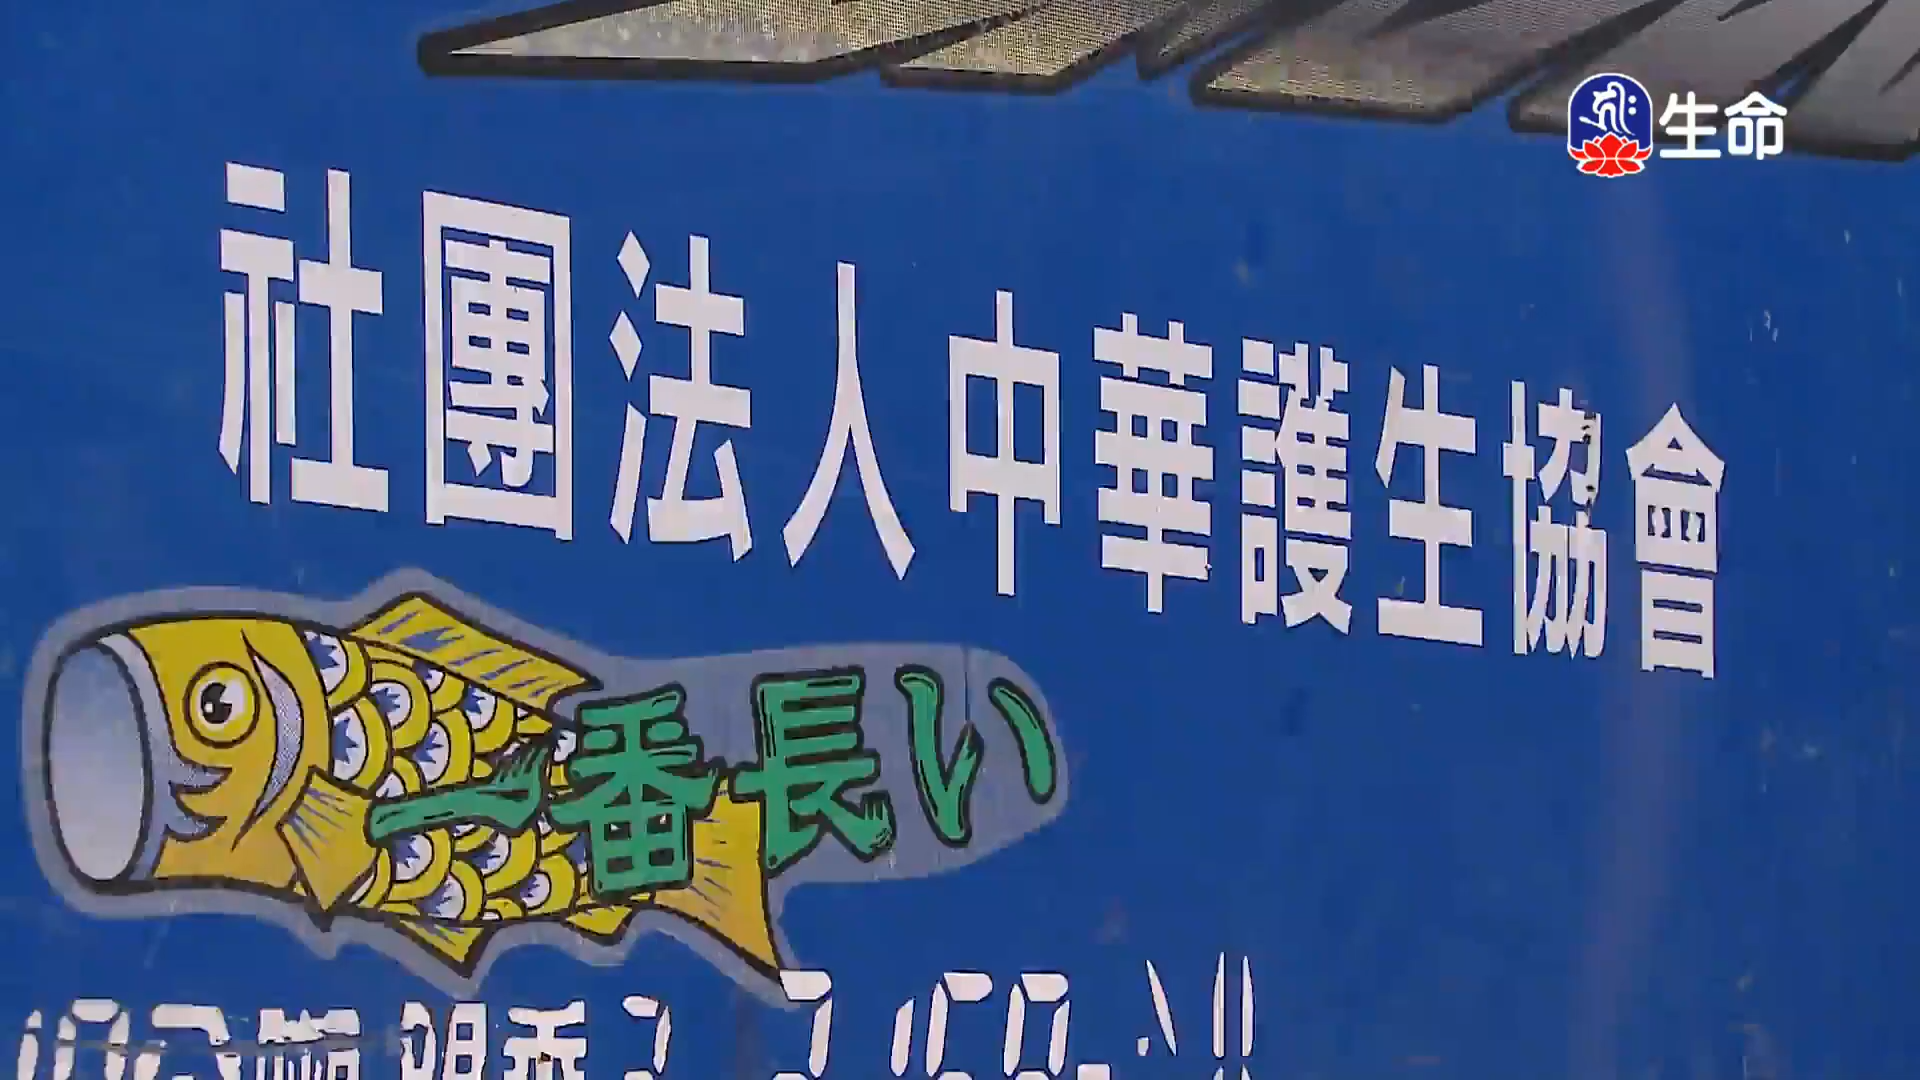 生命
社團法人中華護生協會
一番長い